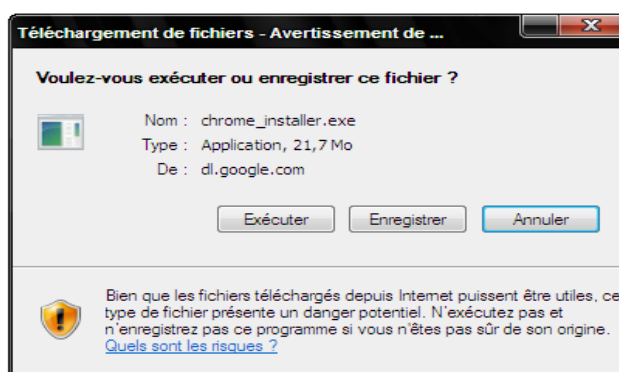 Téléchargement de fichiers - Avertissement de ...
Voulez-vous exécuter ou enregistrer ce fichier ?
Nom : chrome_installer.exe
Type : Application, 21,7 Mo
De : dl.google.com
Exécuter Enregistrer Annuler
Bien que les fichiers téléchargés depuis Internet puissent être utiles, ce
type de fichier présente un danger potentiel. N'exécutez pas et
n'enregistrez pas ce programme si vous n'êtes pas sûr de son origine.
Quels sont les risques ?